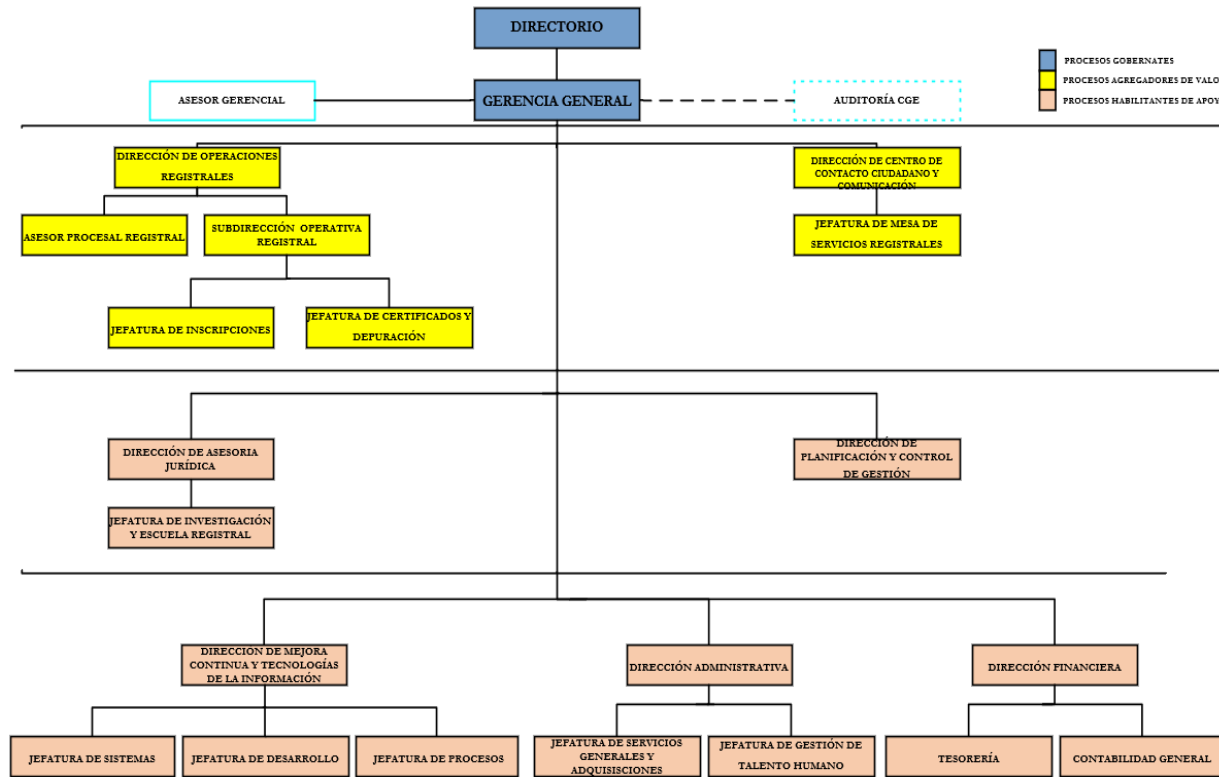 DIRECTORIO
PROCESOS GOBERNATES
PROCESOS AGREGADORES DE VALO
PROCESOS HABILITANTES DE APOY
ASESOR GERENCIAL
GERENCIA GENERAL
AUDITORÍA CGE
DIRECCIÓN DE OPERACIONES
REGISTRALES
DIRECCIÓN DE CENTRO DE
CONTACTO CIUDADANO Y
COMUNICACIÓN
ASESOR PROCESAL REGISTRAL
SUBDIRECCIÓN OPERATIVA
REGISTRAL
JEFATURA DE MESA DE
SERVICIOS REGISTRALES
JEFATURA DE INSCRIPCIONES
JEFATURA DE CERTIFICADOS Y
DEPURACIÓN
DIRECCIÓN DE ASESORIA
JURÍDICA
DIRECCIÓN DE
PLANIFICACIÓN Y CONTROL
DE GESTIÓN
JEFATURA DE INVESTIGACIÓN
Y ESCUELA REGISTRAL
DIRECCION DE MEJORA
CONTINUA Y TECNOLOGÍAS
DE LA INFORMACIÓN
DIRECCIÓN ADMINISTRATIVA
DIRECCIÓN FINANCIERA
JEFATURA DE SISTEMAS
JEFATURA DE DESARROLLO
JEFATURA DE PROCESOS
JEFATURA DE SERVICIOS
GENERALES Y
ADQUISISCIONES
JEFATURA DE GESTIÓN DE
TALENTO HUMANO
TESORERÍA
CONTABILIDAD GENERAL